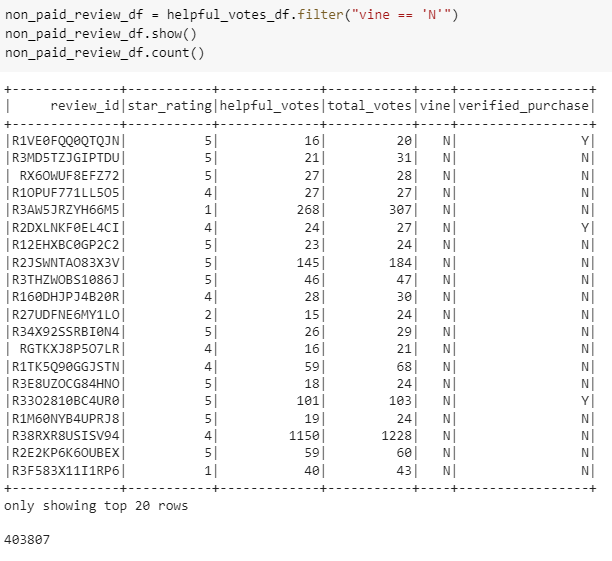 non_paid_review_df = helpful_votes_df.filter("vine == 'N'")
non_paid_review_df.show()
non_paid_review_df.count()
+--------------+-----------+-------------+-----------+----+-----------------+
|     review_id|star_rating|helpful_votes|total_votes|vine|verified_purchase|
+--------------+-----------+-------------+-----------+----+-----------------+
|R1VE0FQQ0QTQJN|          5|           16|         20|   N|                Y|
|R3MD5TZJGIPTDU|          5|           21|         31|   N|                N|
| RX6OWUF8EFZ72|          5|           27|         28|   N|                N|
|R1OPUF771LL5O5|          4|           27|         27|   N|                N|
|R3AW5JRZYH66M5|          1|          268|        307|   N|                N|
|R2DXLNKF0EL4CI|          4|           24|         27|   N|                Y|
|R12EHXBC0GP2C2|          5|           23|         24|   N|                N|
|R2JSWNTAO83X3V|          5|          145|        184|   N|                N|
|R3THZWOBS1086J|          5|           46|         47|   N|                N|
|R160DHJPJ4B20R|          4|           28|         30|   N|                N|
|R27UDFNE6MY1LO|          2|           15|         24|   N|                N|
|R34X92SSRBI0N4|          5|           26|         29|   N|                N|
| RGTKXJ8P5O7LR|          4|           16|         21|   N|                N|
|R1TK5Q90GGJSTN|          4|           59|         68|   N|                N|
|R3E8UZOCG84HNO|          5|           18|         24|   N|                N|
|R33O2810BC4UR0|          5|          101|        103|   N|                Y|
|R1M60NYB4UPRJ8|          5|           19|         24|   N|                N|
|R38RXR8USISV94|          4|         1150|       1228|   N|                N|
|R2E2KP6K6OUBEX|          5|           59|         60|   N|                N|
|R3F583X11I1RP6|          1|           40|         43|   N|                N|
+--------------+-----------+-------------+-----------+----+-----------------+
only showing top 20 rows
403807